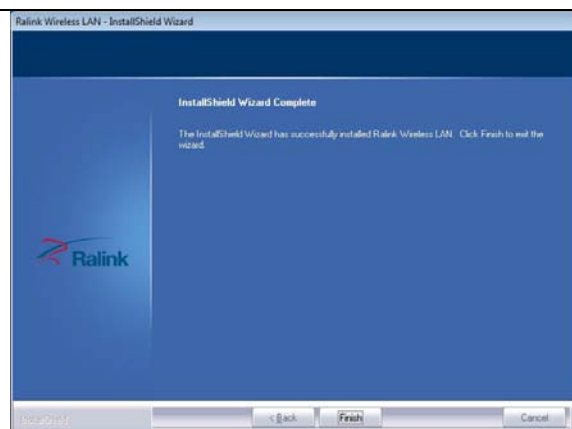 Ralink Wireless LAN - InstallShield Wizard
InstallShield Wizard Complete
The InstallShield Wizard has successfully installed Ralink Wireless LAN. Click Finish to exit the
wizard.
Ralink
InstallShield
< Back
Finish
Cancel